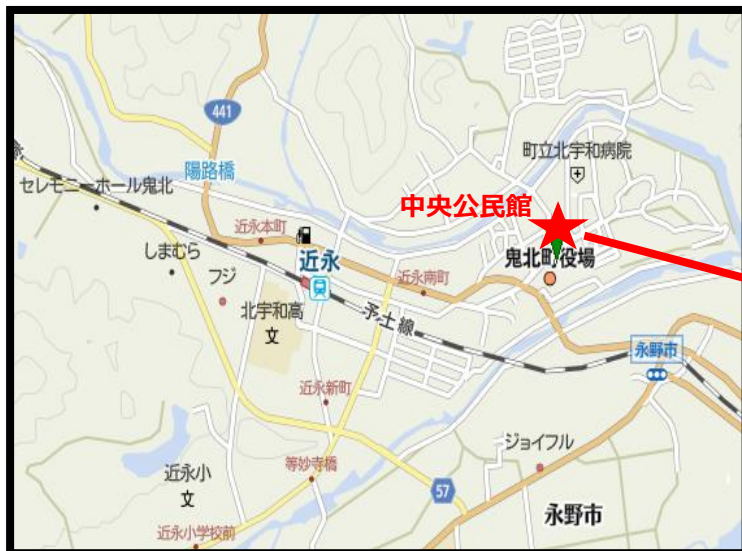 441
町立北宇和病院
陽路橋
セレモニーホール鬼北
中央公民館
近永本町
しまむら
近永
鬼北町役場
フジ
近永南町
北宇和高
文
予土線
永野市
近永新町
ジョイフル
等妙寺橋
近永小
文
57
永野市
近永小学校前